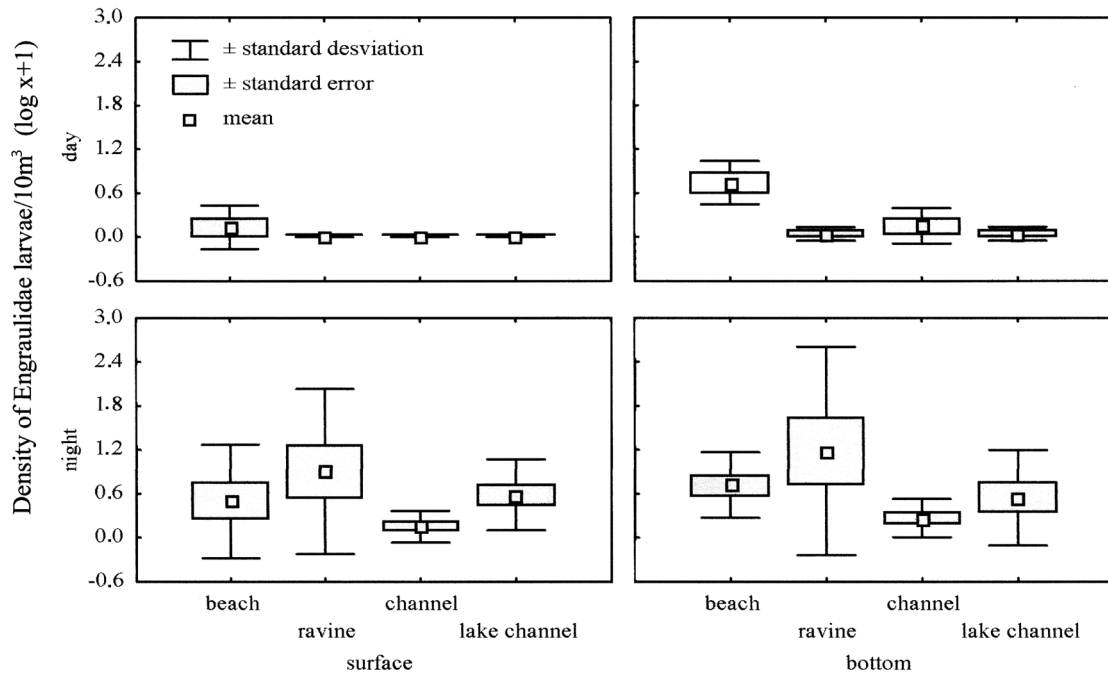 Density of Engraulidae larvae/10m³ (log x+1)
day
3.0
2.4
1.8
1.2
0.6
0.0
-0.6
± standard desviation
± standard error
mean
night
3.0
2.4
1.8
1.2
0.6
0.0
-0.6
beach channel beach channel
ravine lake channel ravine lake channel
surface bottom